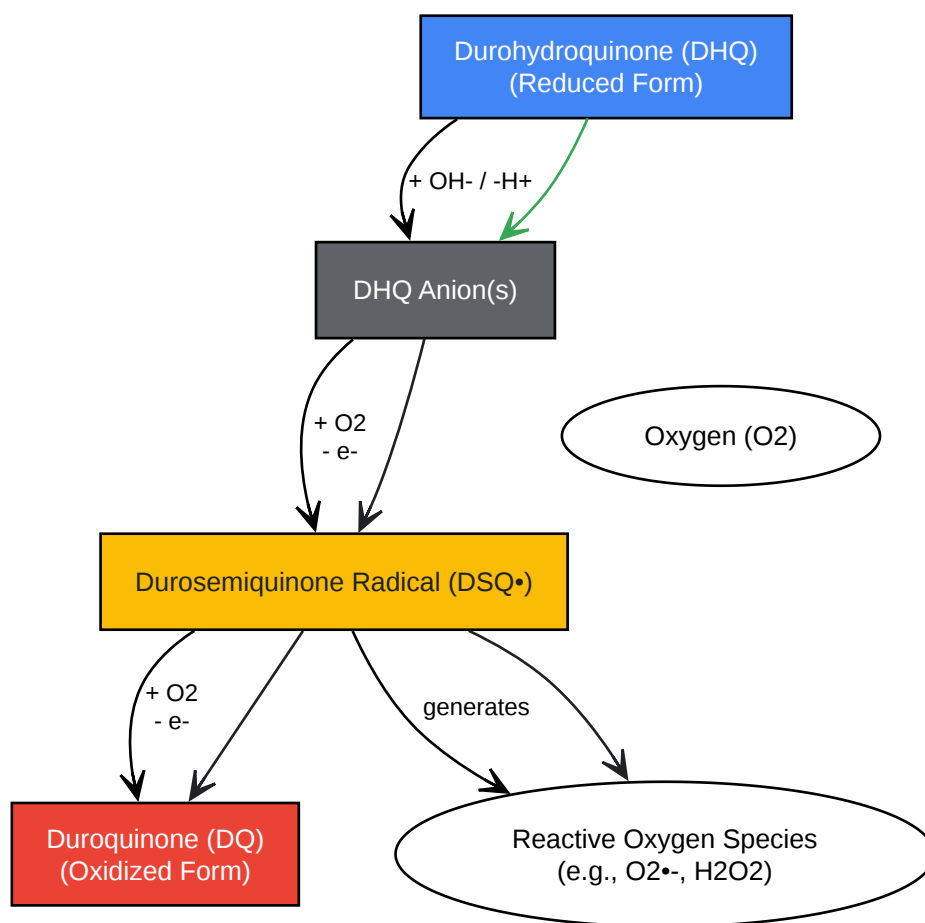 Durohydroquinone (DHQ)
(Reduced Form)
+ OH- / -H+
DHQ Anion(s)
+ O2
- e-
Oxygen (O2)
Durosemiquinone Radical (DSQ•)
+ O2
- e-
generates
Duroquinone (DQ)
(Oxidized Form)
Reactive Oxygen Species
(e.g., O2•-, H2O2)